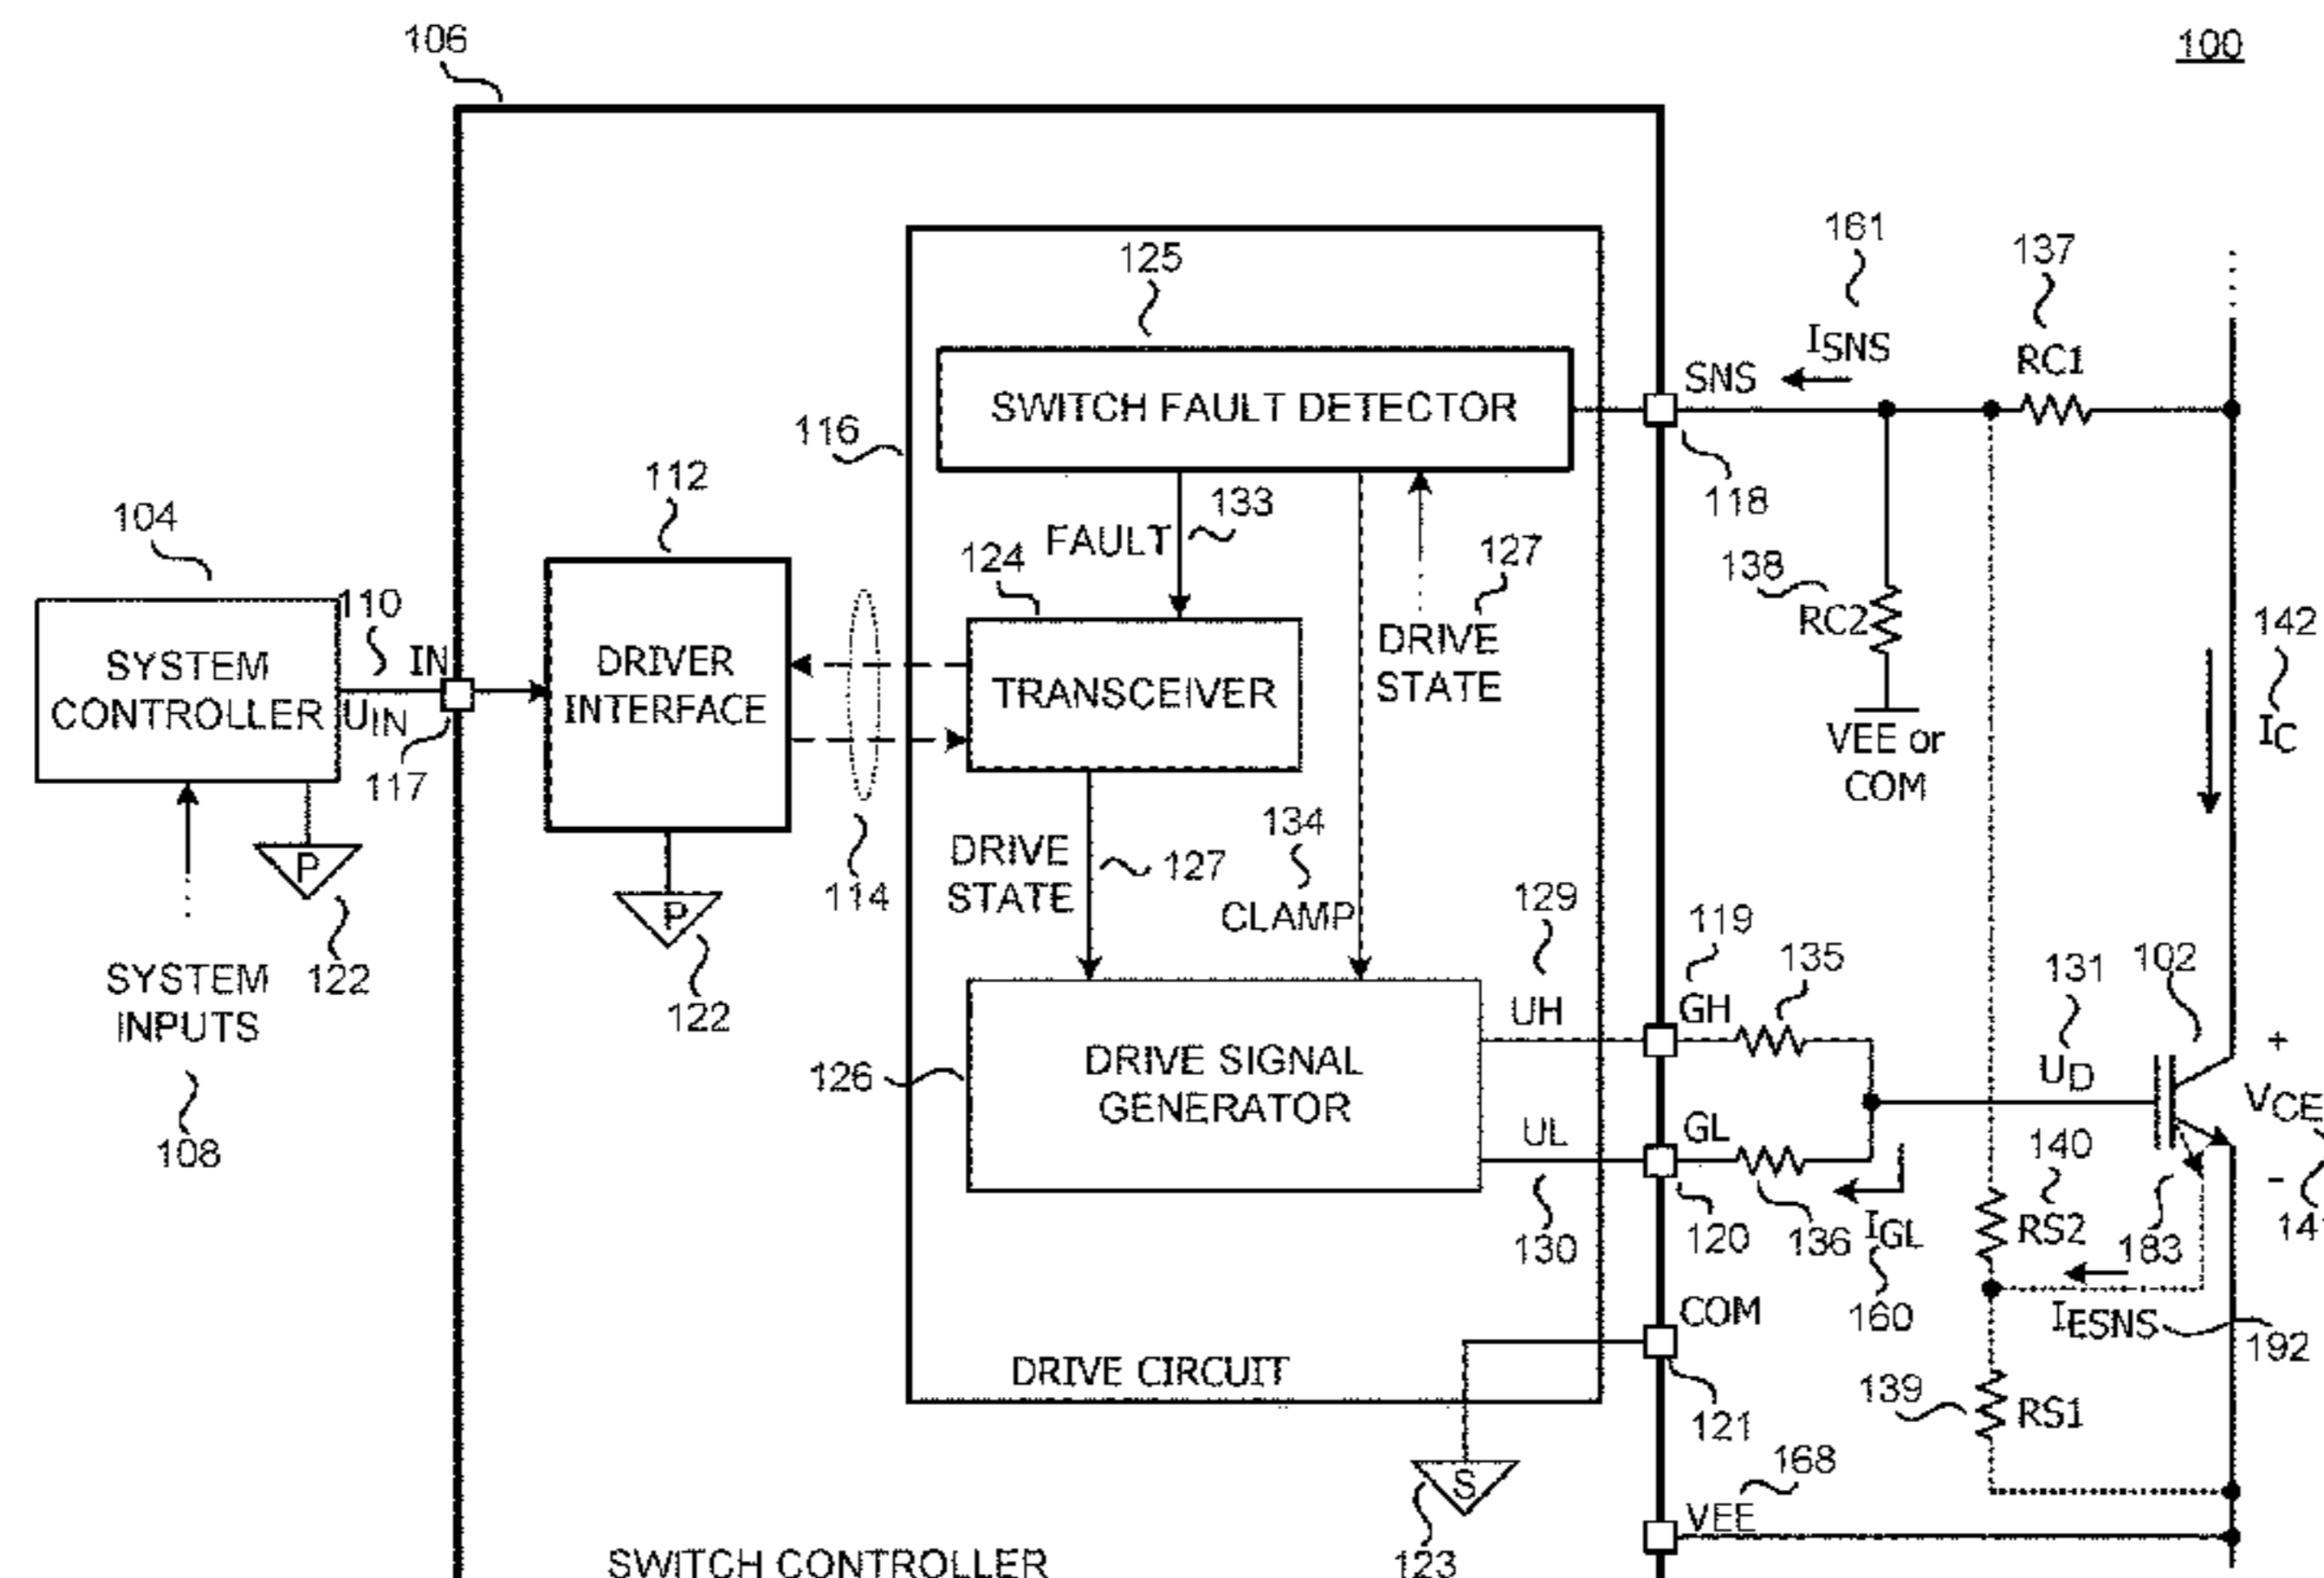 106
100
125
161
137
ISNS
RC1
SNS
SWITCH FAULT DETECTOR
116
112
118
104
133
FAULT
124
127
138
RC2
110
IN
SYSTEM
CONTROLLER
UIN
117
DRIVER
INTERFACE
TRANSCEIVER
DRIVE
STATE
142
IC
VEE or
COM
P
122
114
DRIVE
STATE
127
134
CLAMP
129
119
135
131
102
SYSTEM
INPUTS
108
P
122
UH
GH
126
DRIVE SIGNAL
GENERATOR
UD
+
VCE
-
UL
GL
140
RS2
183
130
120
136
IGL
160
IESNS
192
COM
DRIVE CIRCUIT
121
139
RS1
168
S
123
VEE
SWITCH CONTROLLER